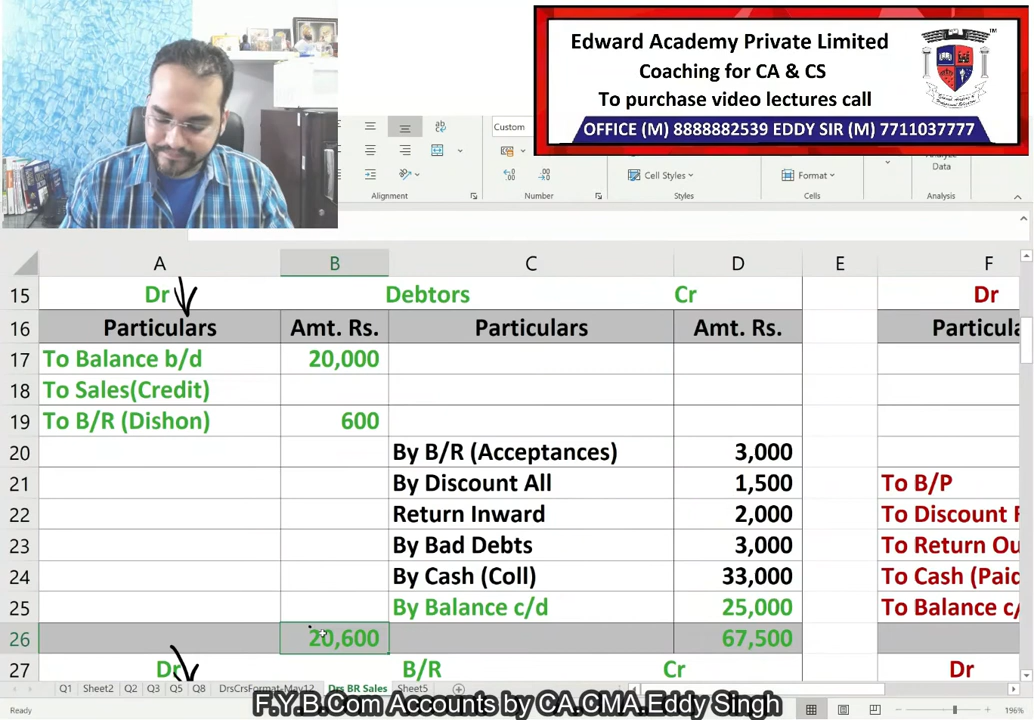 Edward Academy Private Limited
Coaching for CA & CS
To purchase video lectures call
OFFICE (M) 8888882539 EDDY SIR (M) 7711037777
Custom
Cell Styles
Format
Data
Alignment
Number
Styles
Cells
Analysis
A B C D E F
15 Dr Debtors Cr Dr
16 Particulars Amt. Rs. Particulars Amt. Rs.
17 To Balance b/d 20,000
18 To Sales(Credit)
19 To B/R (Dishon) 600
20 By B/R (Acceptances) 3,000
21 By Discount All 1,500 To B/P
22 Return Inward 2,000 To Discount
23 By Bad Debts 3,000 To Return
24 By Cash (Coll) 33,000 To Cash
25 By Balance c/d 25,000 To Balance
26 20,600 67,500
27 Dr B/R Cr Dr
Q1 Sheet2 Q2 Q3 Q5 Q8 DrsCrsFormat-May12 Drs BR Sales Sheet5
Ready
196%
F.Y.B.Com Accounts by CA.CMA.Eddy Singh